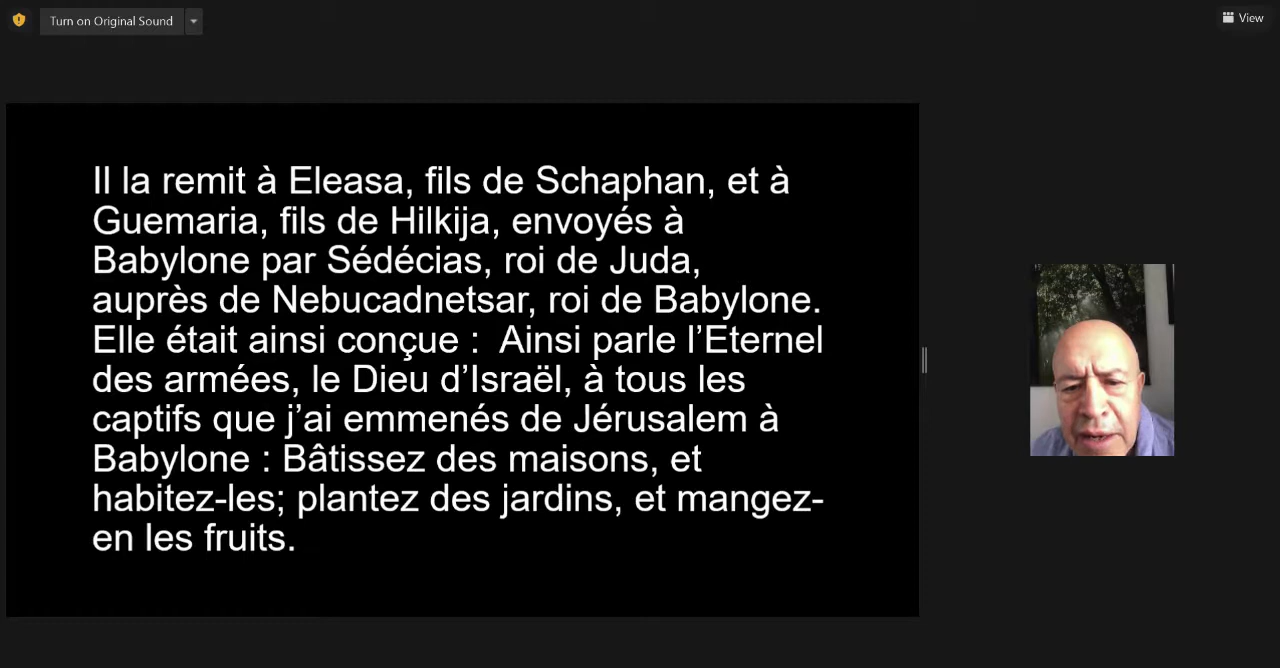 Turn on Original Sound
View
Il la remit à Eleasa, fils de Schaphan, et à
Guemaria, fils de Hilkija, envoyés à
Babylone par Sédécias, roi de Juda,
auprès de Nebucadnetsar, roi de Babylone.
Elle était ainsi conçue :  Ainsi parle l’Eternel
des armées, le Dieu d’Israël, à tous les
captifs que j’ai emmenés de Jérusalem à
Babylone : Bâtissez des maisons, et
habitez-les; plantez des jardins, et mangez-
en les fruits.